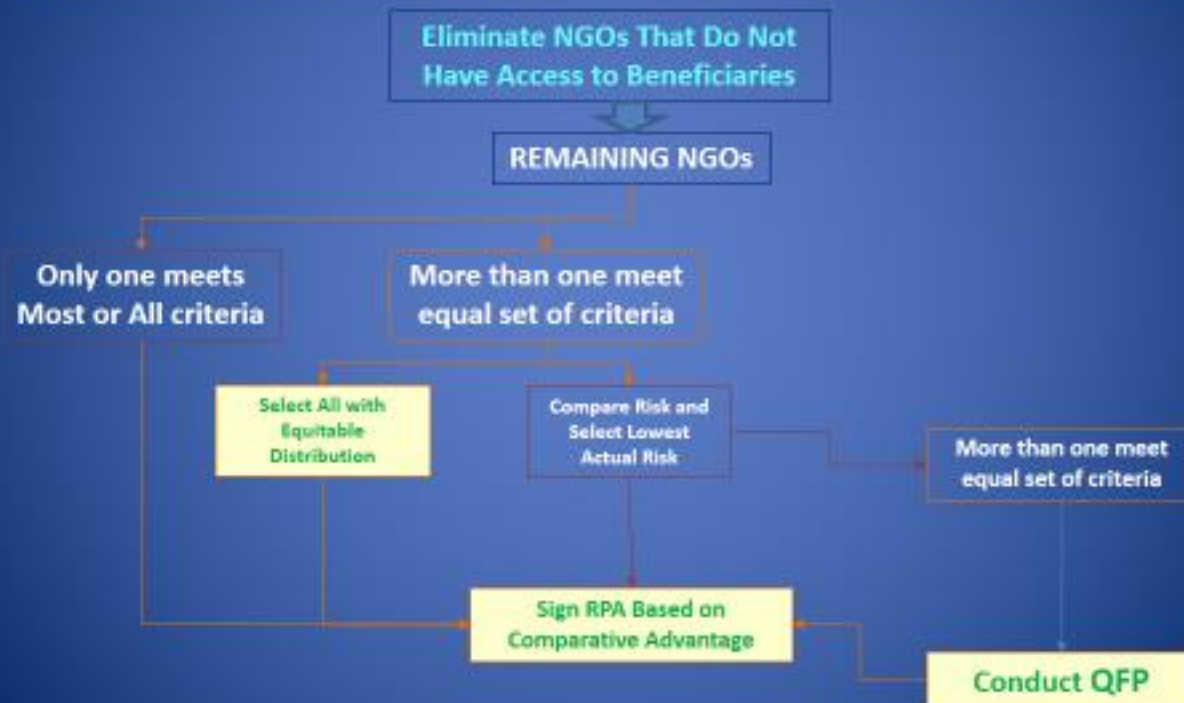 Eliminate NGOs That Do Not
Have Access to Beneficiaries
REMAINING NGOs
Only one meets
Most or All criteria
More than one meet
equal set of criteria
Select All with
Equitable
Distribution
Compare Risk and
Select Lowest
Actual Risk
More than one meet
equal set of criteria
Sign RPA Based on
Comparative Advantage
Conduct QFP